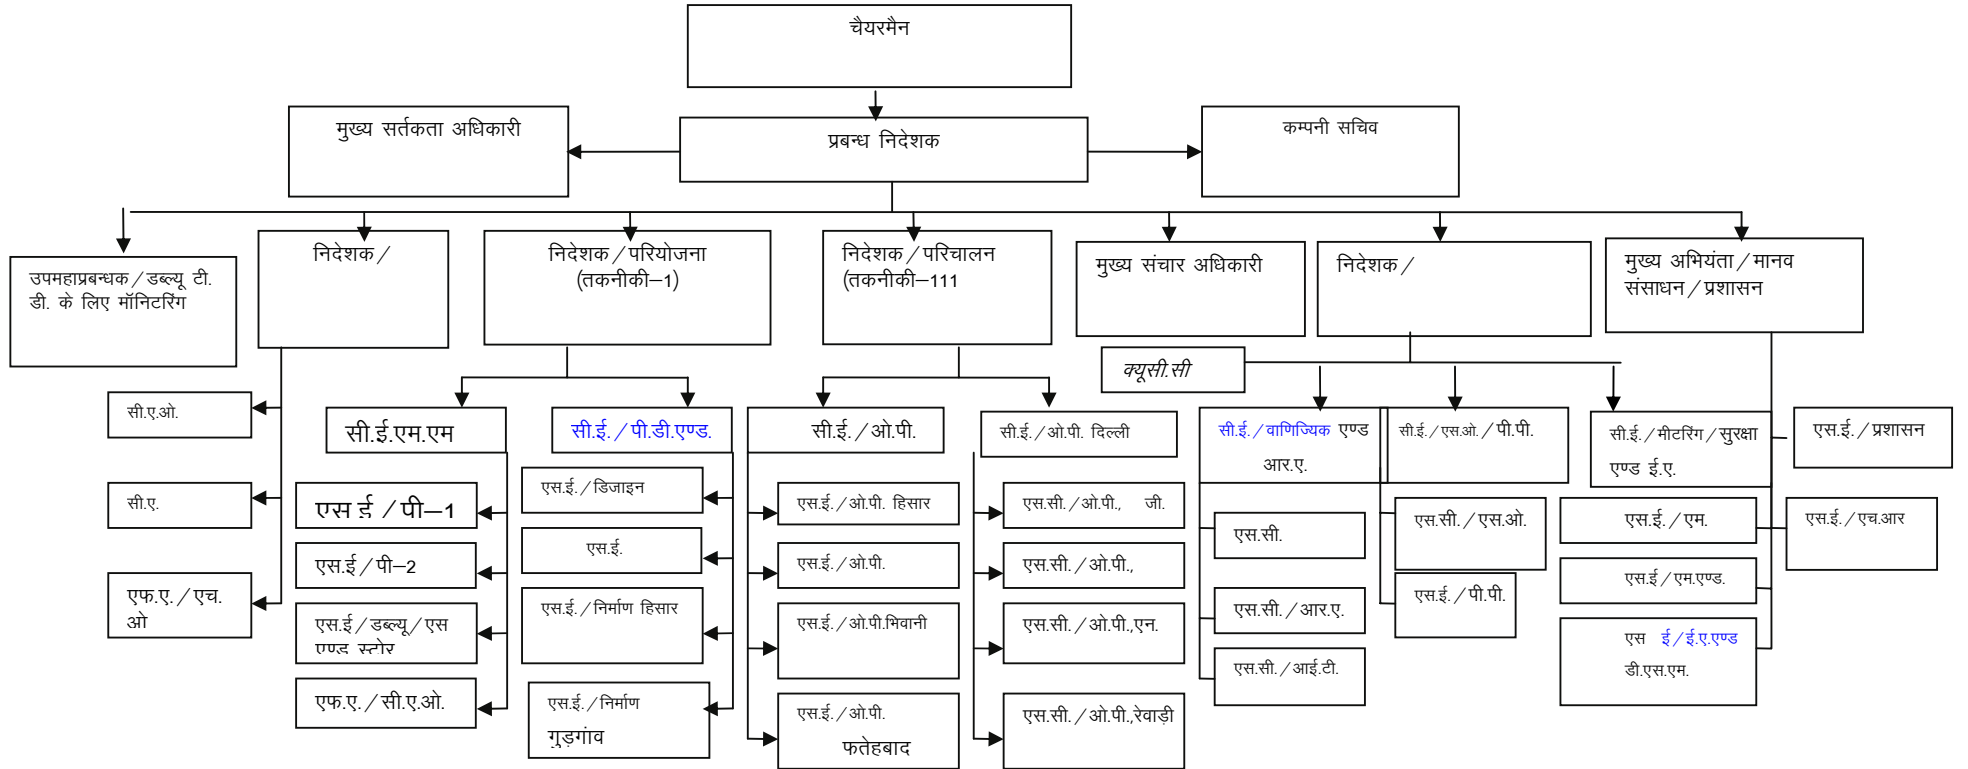 चैयरमैन
मुख्य सर्तकता अधिकारी
प्रबन्ध निदेशक
कम्पनी सचिव
उपमहाप्रबन्धक/डब्ल्यू टी.
डी. के लिए मॉनिटरिंग
निदेशक/
निदेशक/परियोजना
(तकनीकी–1)
निदेशक/परिचालन
(तकनीकी–111
मुख्य संचार अधिकारी
निदेशक/
मुख्य अभियंता/मानव
संसाधन/प्रशासन
क्यूसी.सी
सी.ए.ओ.
सी.ए.
एफ.ए./एच.
ओ
सी.ई.एम.एम
एस ई/पी–1
एस.ई/पी–2
एस.ई/डब्ल्यू/एस
एण्ड स्टोर
एफ.ए./सी.ए.ओ.
सी.ई./पी.डी.एण्ड.
एस.ई./डिजाइन
एस.ई.
एस.ई./निर्माण हिसार
एस.ई./निर्माण
गुड़गांव
सी.ई./ओ.पी.
एस.ई./ओ.पी. हिसार
एस.ई./ओ.पी.
एस.ई./ओ.पी.भिवानी
एस.ई./ओ.पी.
फतेहबाद
सी.ई./ओ.पी. दिल्ली
एस.सी./ओ.पी., जी.
एस.सी./ओ.पी.,
एस.सी./ओ.पी.,एन.
एस.सी./ओ.पी.,रेवाड़ी
सी.ई./वाणिज्यिक एण्ड
आर.ए.
एस.सी.
एस.सी./आर.ए.
एस.सी./आई.टी.
सी.ई./एस.ओ./पी.पी.
एस.सी./एस.ओ.
एस.ई./पी.पी.
सी.ई./मीटरिंग/सुरक्षा
एण्ड ई.ए.
एस.ई/एम.
एस.ई/एम.एण्ड.
एस ई/ई.ए.एण्ड
डी.एस.एम.
एस.ई./प्रशासन
एस.ई/एच.आर